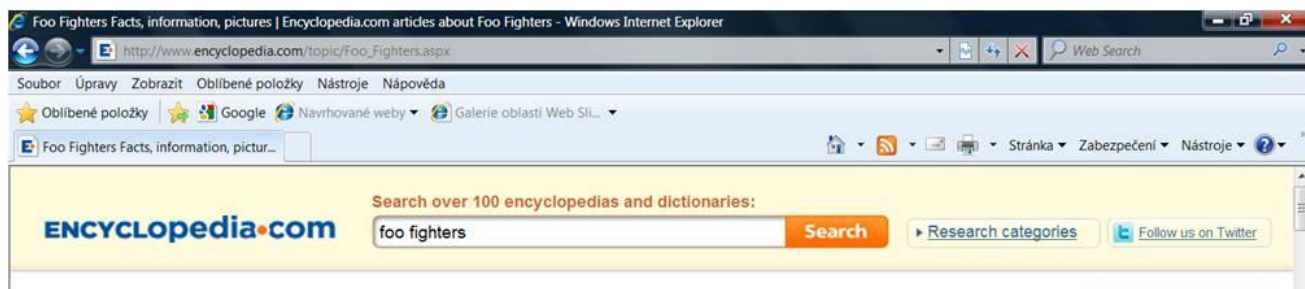 Foo Fighters Facts, information, pictures | Encyclopedia.com articles about Foo Fighters - Windows Internet Explorer
http://www.encyclopedia.com/topic/Foo_Fighters.aspx Web Search
Soubor Úpravy Zobrazit Oblíbené položky Nástroje Nápověda
Oblíbené položky Google Navrhované weby Galerie oblastí Web Sli...
Foo Fighters Facts, information, pictur... Stránka Zabezpečení Nástroje
Search over 100 encyclopedias and dictionaries:
ENCYCLOPEDIA.COM foo fighters Search Research categories Follow us on Twitter